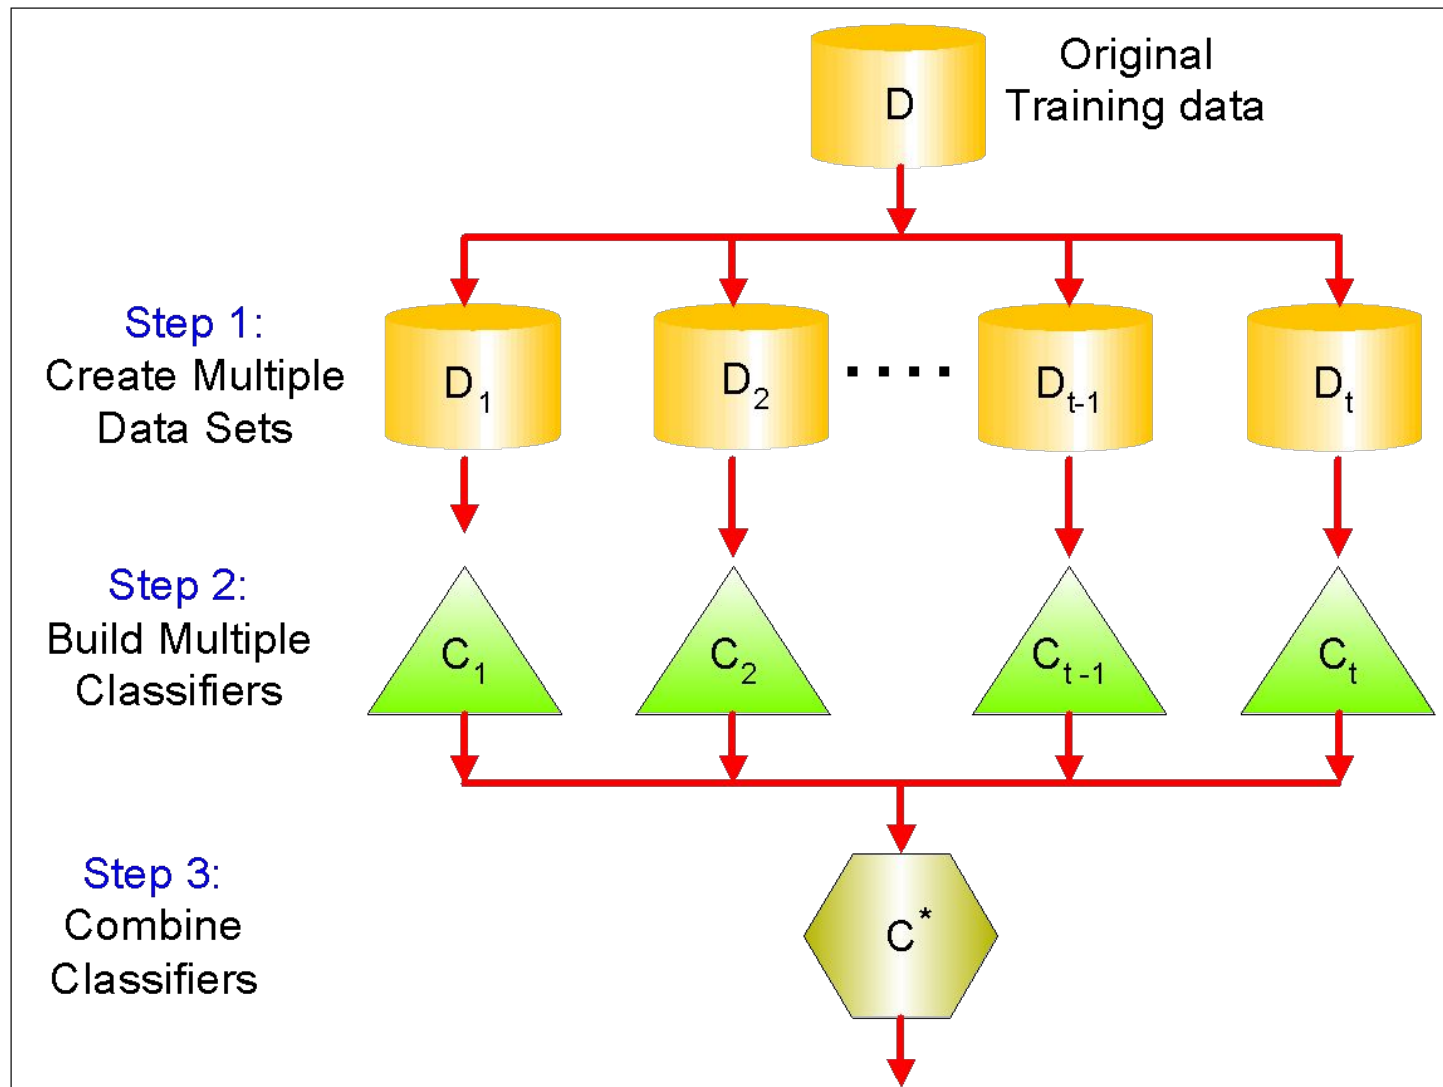 Original
Training data
D
Step 1:
Create Multiple
Data Sets
D1
D2
....
Dt-1
Dt
Step 2:
Build Multiple
Classifiers
C1
C2
Ct-1
Ct
Step 3:
Combine
Classifiers
C*